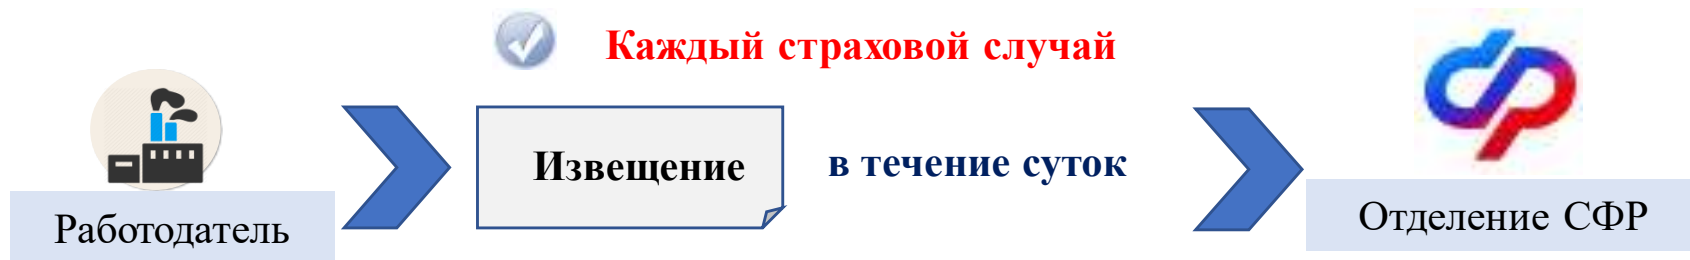 Каждый страховой случай
Извещение
в течение суток
Работодатель
Отделение СФР